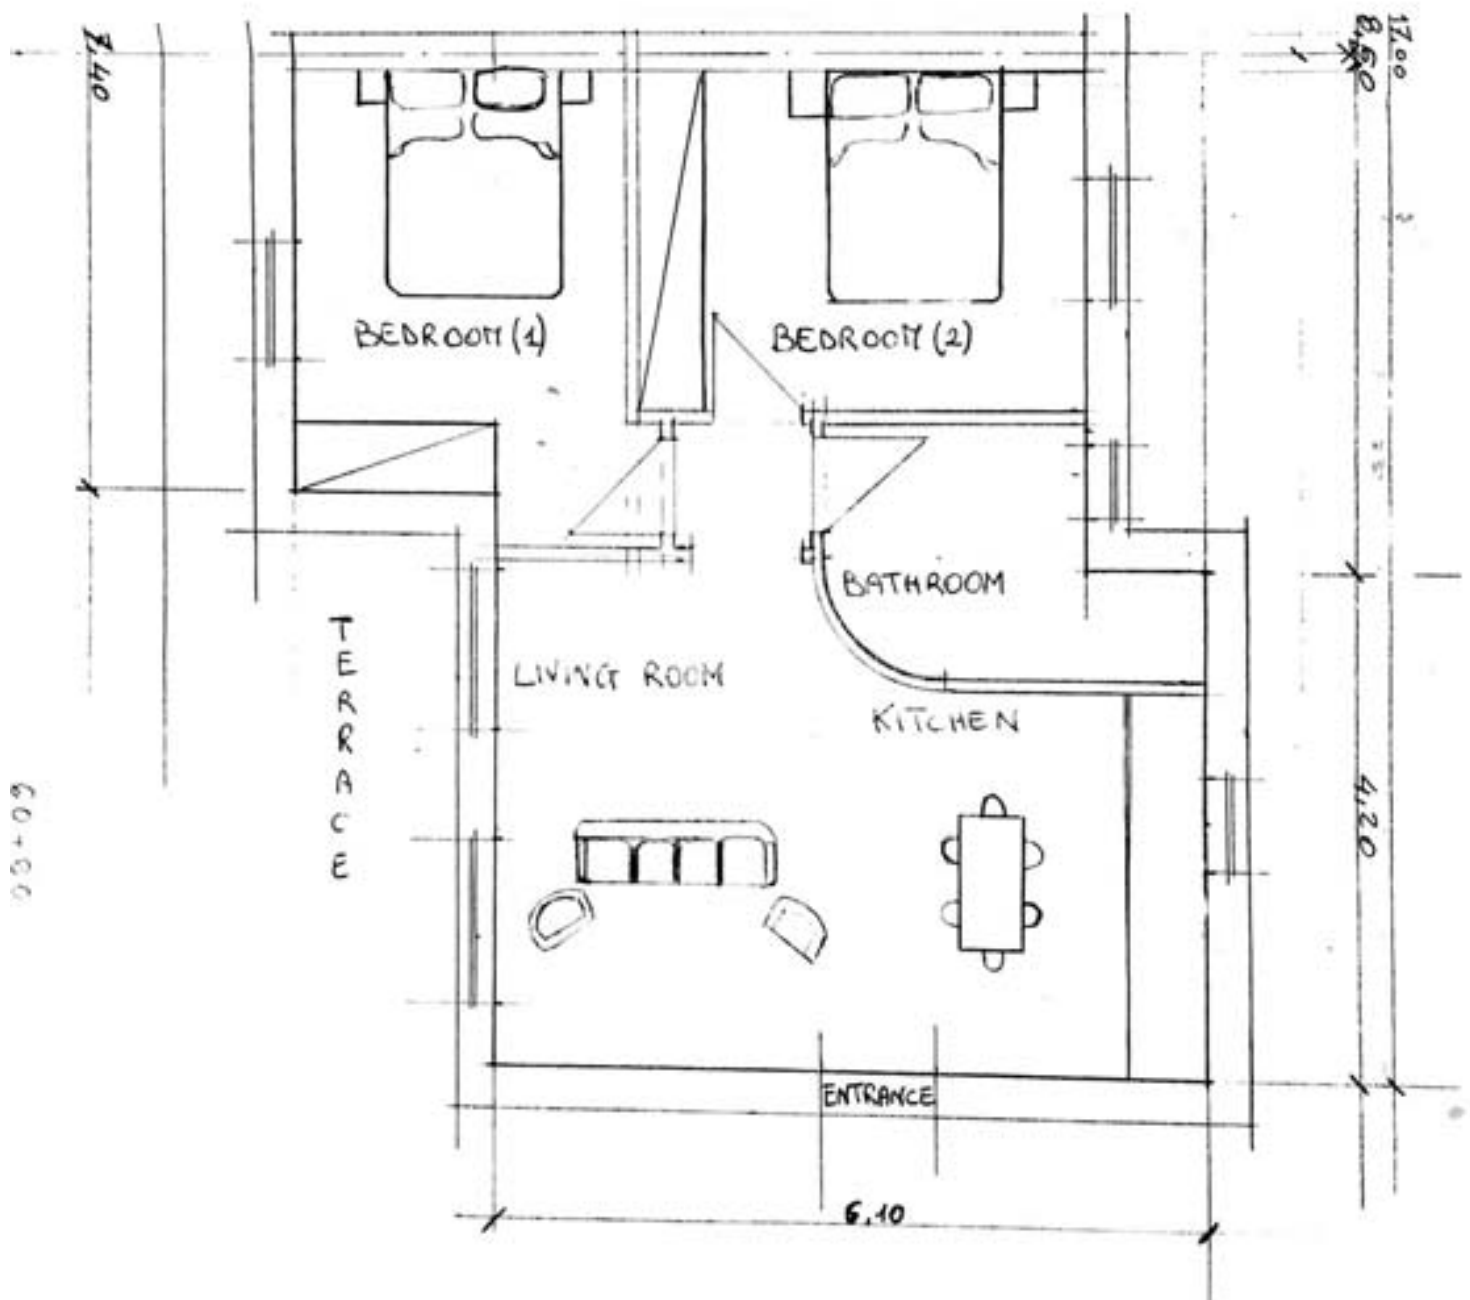 17.00
8,50
7,40
BEDROOM (1)
BEDROOM (2)
BATHROOM
TERRACE
LIVING ROOM
KITCHEN
4,20
ENTRANCE
6,10